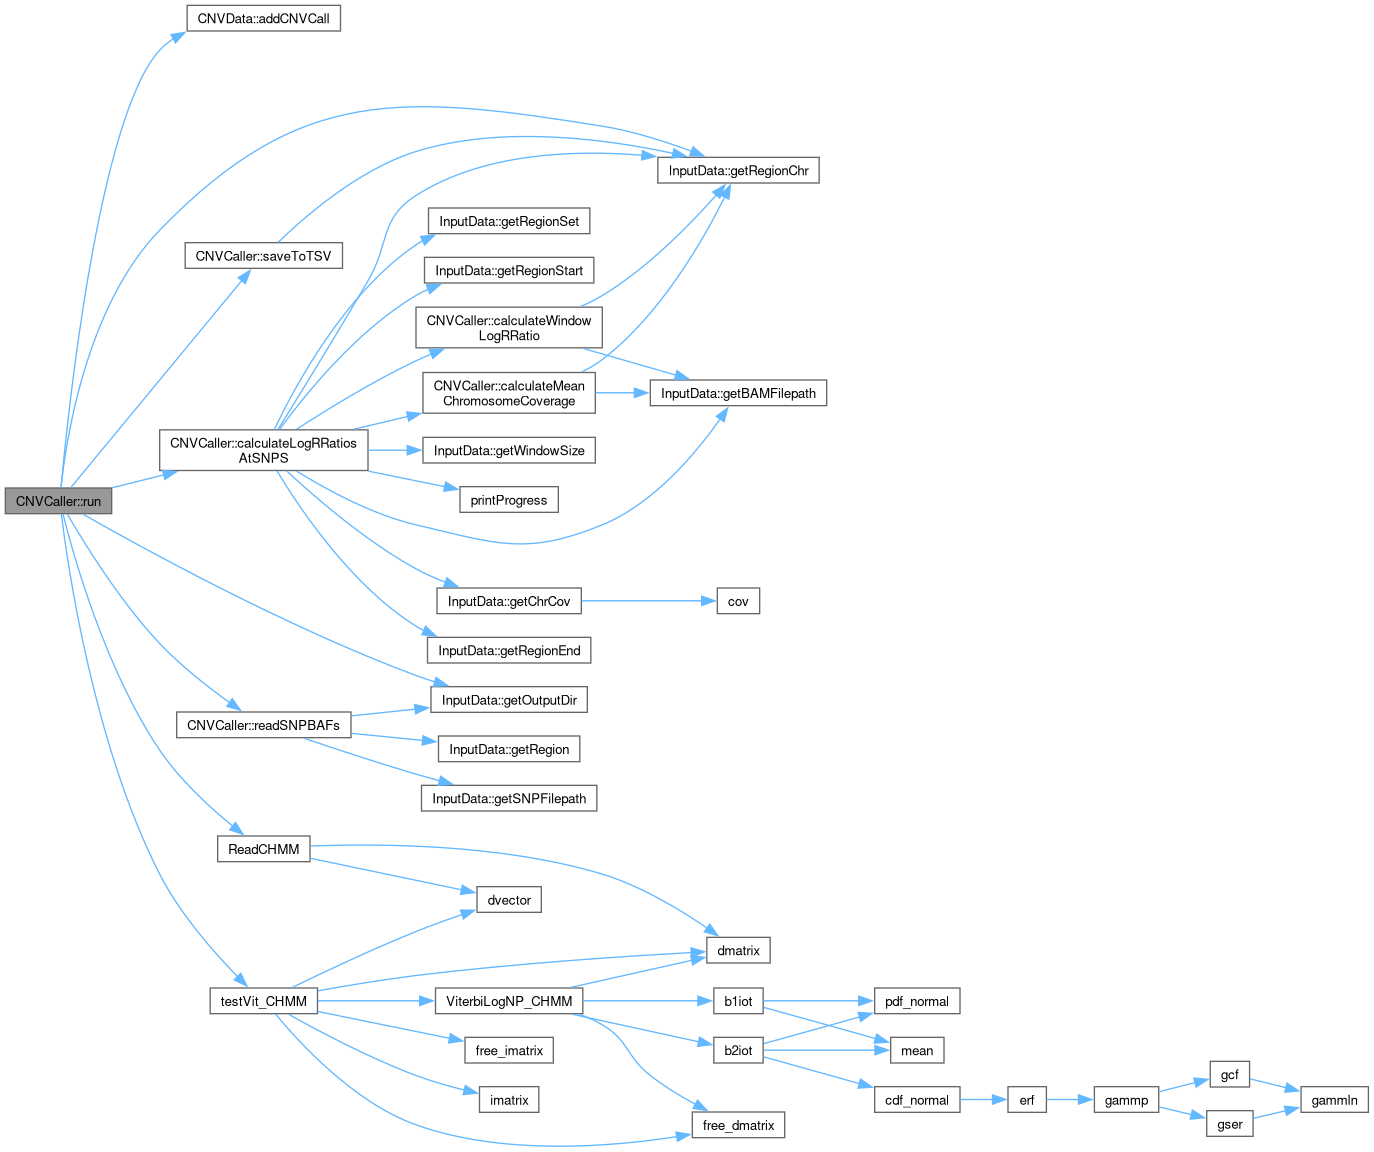 CNVData::addCNVCall
InputData::getRegionChr
InputData::getRegionSet
CNVCaller::saveToTSV
InputData::getRegionStart
CNVCaller::calculateWindow
LogRRatio
CNVCaller::calculateMean
ChromosomeCoverage
InputData::getBAMFilepath
CNVCaller::calculateLogRRatios
AtSNPS
InputData::getWindowSize
CNVCaller::run
printProgress
InputData::getChrCov
cov
InputData::getRegionEnd
InputData::getOutputDir
CNVCaller::readSNPBAFs
InputData::getRegion
InputData::getSNPFilepath
ReadCHMM
dvector
dmatrix
testVit_CHMM
ViterbiLogNP_CHMM
b1iot
pdf_normal
free_imatrix
b2iot
mean
gcf
imatrix
cdf_normal
erf
gammp
gammln
free_dmatrix
gser